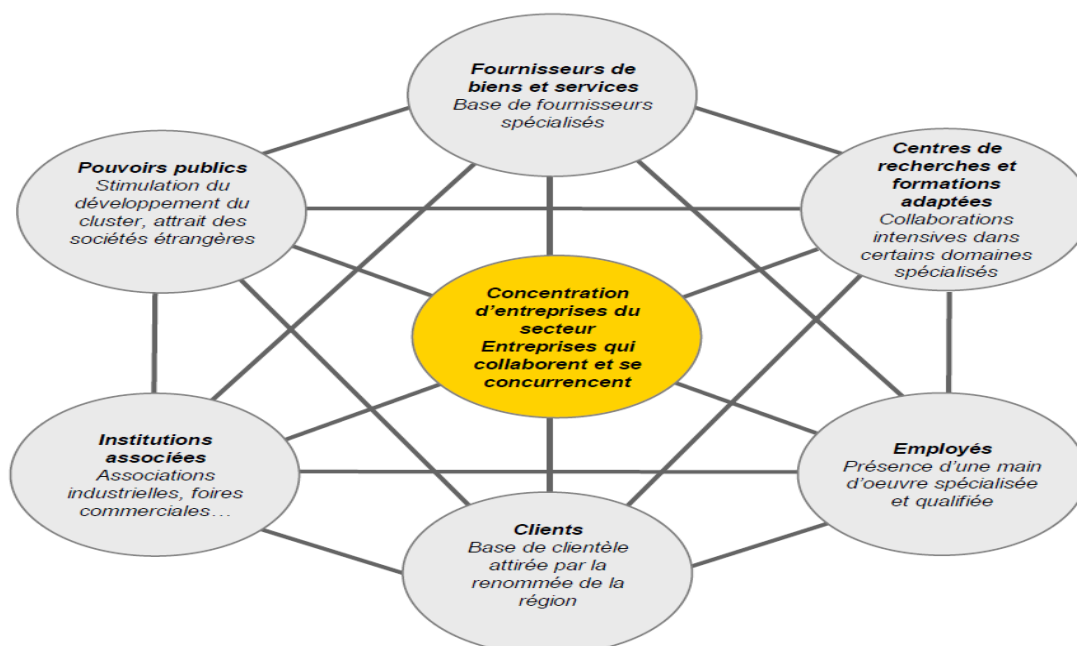 Fournisseurs de
biens et services
Base de fournisseurs
spécialisés
Pouvoirs publics
Stimulation du
développement du
cluster, attrait des
sociétés étrangères
Centres de
recherches et
formations
adaptées
Collaborations
intensives dans
certains domaines
spécialisés
Concentration
d'entreprises du
secteur
Entreprises qui
collaborent et se
concurrencent
Institutions
associées
Associations
industrielles, foires
commerciales…
Employés
Présence d'une main
d'oeuvre spécialisée
et qualifiée
Clients
Base de clientèle
attirée par la
renommée de la
région